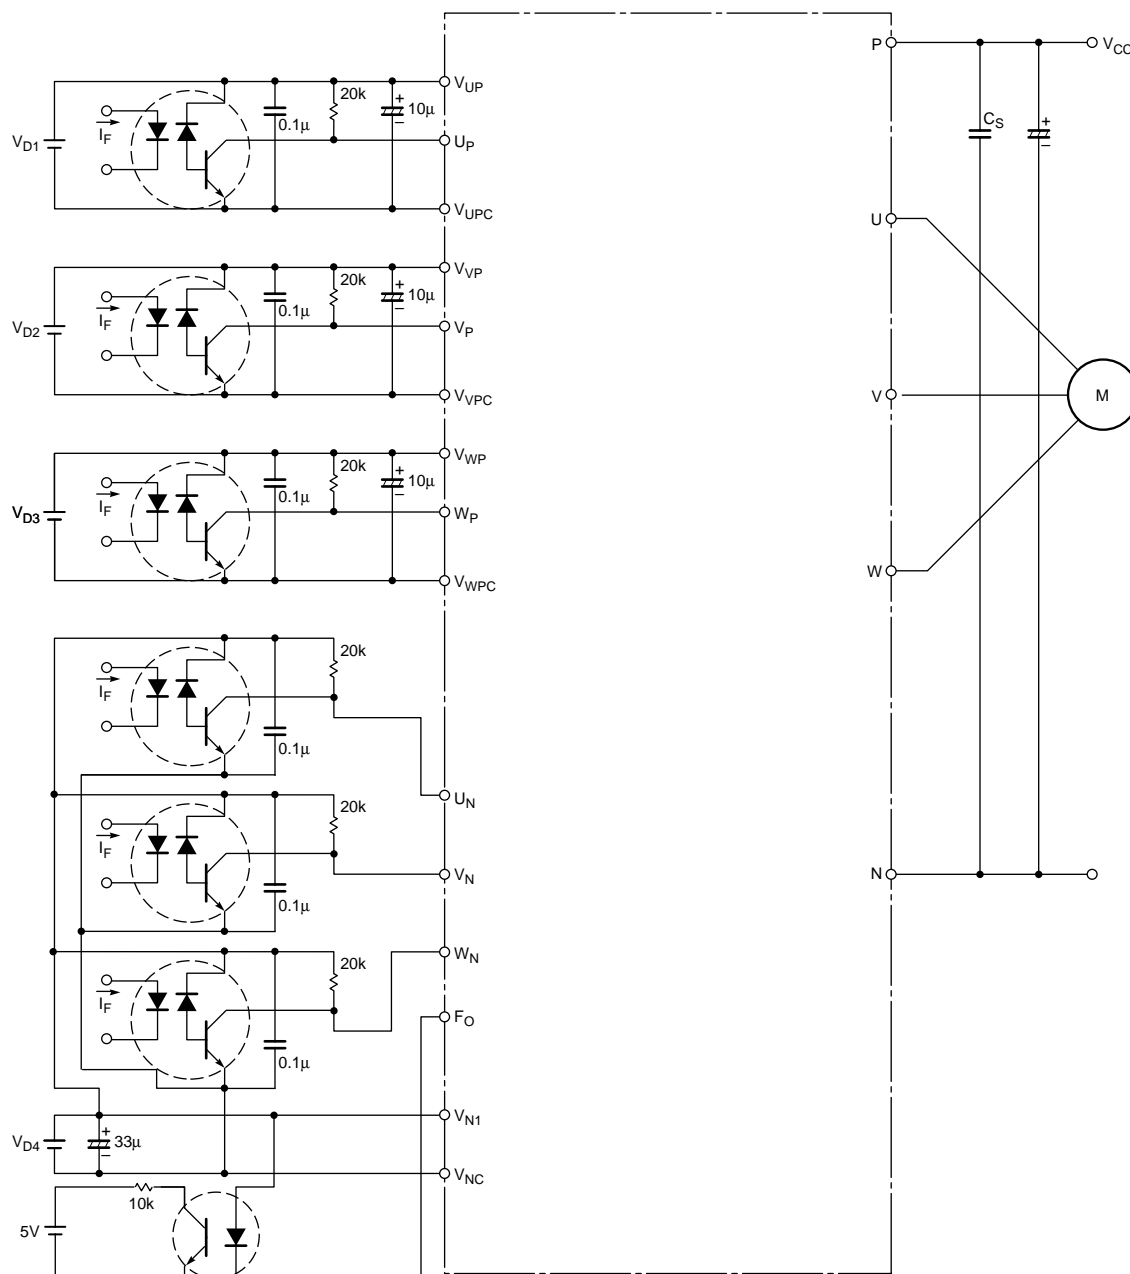 P
V_CC
V_UP
20k
0.1μ
10μ
I_F
V_D1
U_P
C_S
V_UPC
U
V_VP
20k
0.1μ
10μ
I_F
V_D2
V_P
V_VPC
V
M
V_WP
20k
0.1μ
10μ
I_F
V_D3
W_P
W
V_WPC
20k
I_F
0.1μ
U_N
20k
I_F
V_N
N
0.1μ
W_N
20k
I_F
F_O
0.1μ
V_N1
V_D4
33μ
V_NC
10k
5V